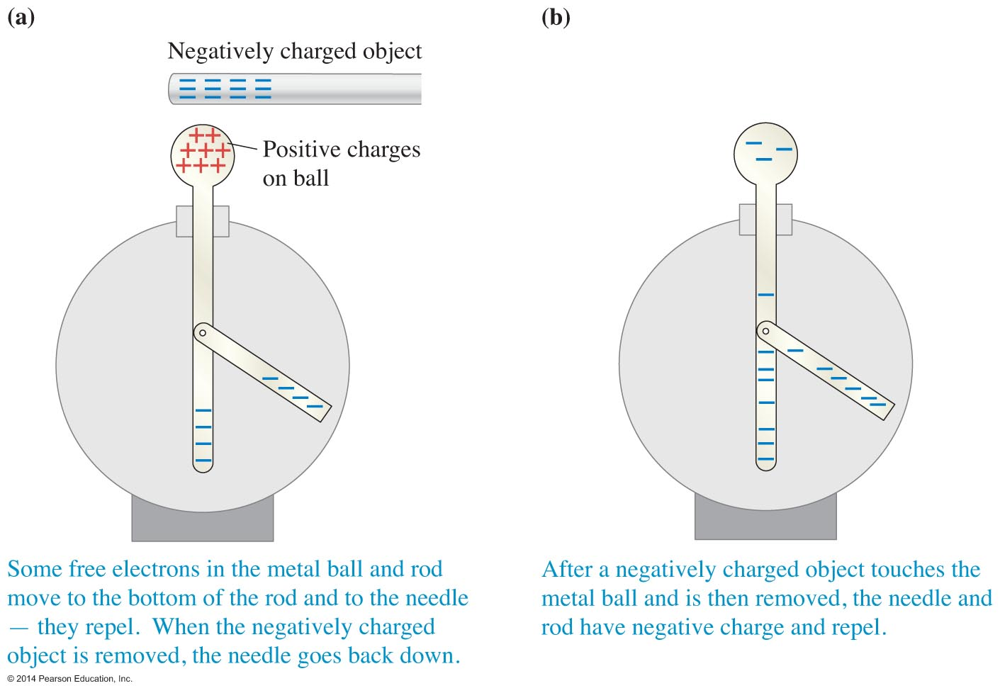 (a)
Negatively charged object
Positive charges
on ball
Some free electrons in the metal ball and rod
move to the bottom of the rod and to the needle
— they repel. When the negatively charged
object is removed, the needle goes back down.
© 2014 Pearson Education, Inc.
(b)
After a negatively charged object touches the
metal ball and is then removed, the needle and
rod have negative charge and repel.